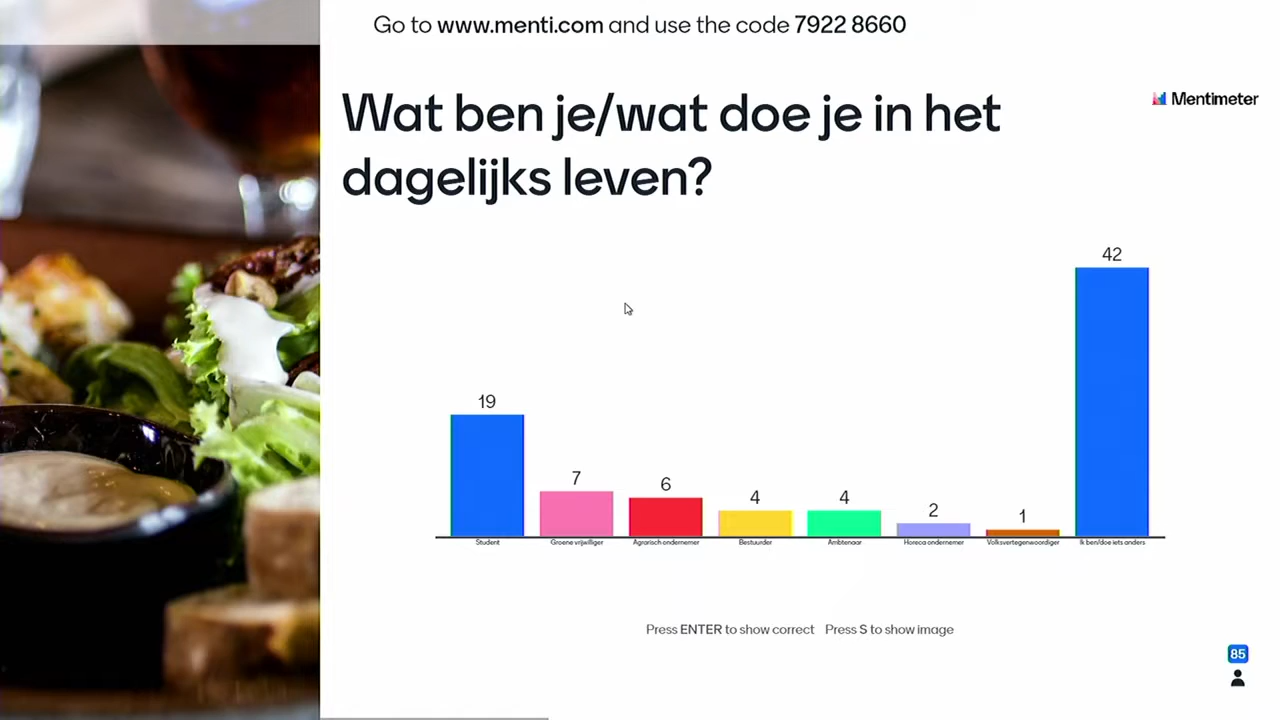 Go to www.menti.com and use the code 7922 8660
Wat ben je/wat doe je in het
dagelijks leven?
Mentimeter
42
19
7
6
4
4
2
1
Student
Groene vrijwilliger
Agrarisch ondernemer
Bestuurder
Ambtenaar
Horeca ondernemer
Volksvertegenwoordiger
Ik ben/doe iets anders
Press ENTER to show correct Press S to show image
85